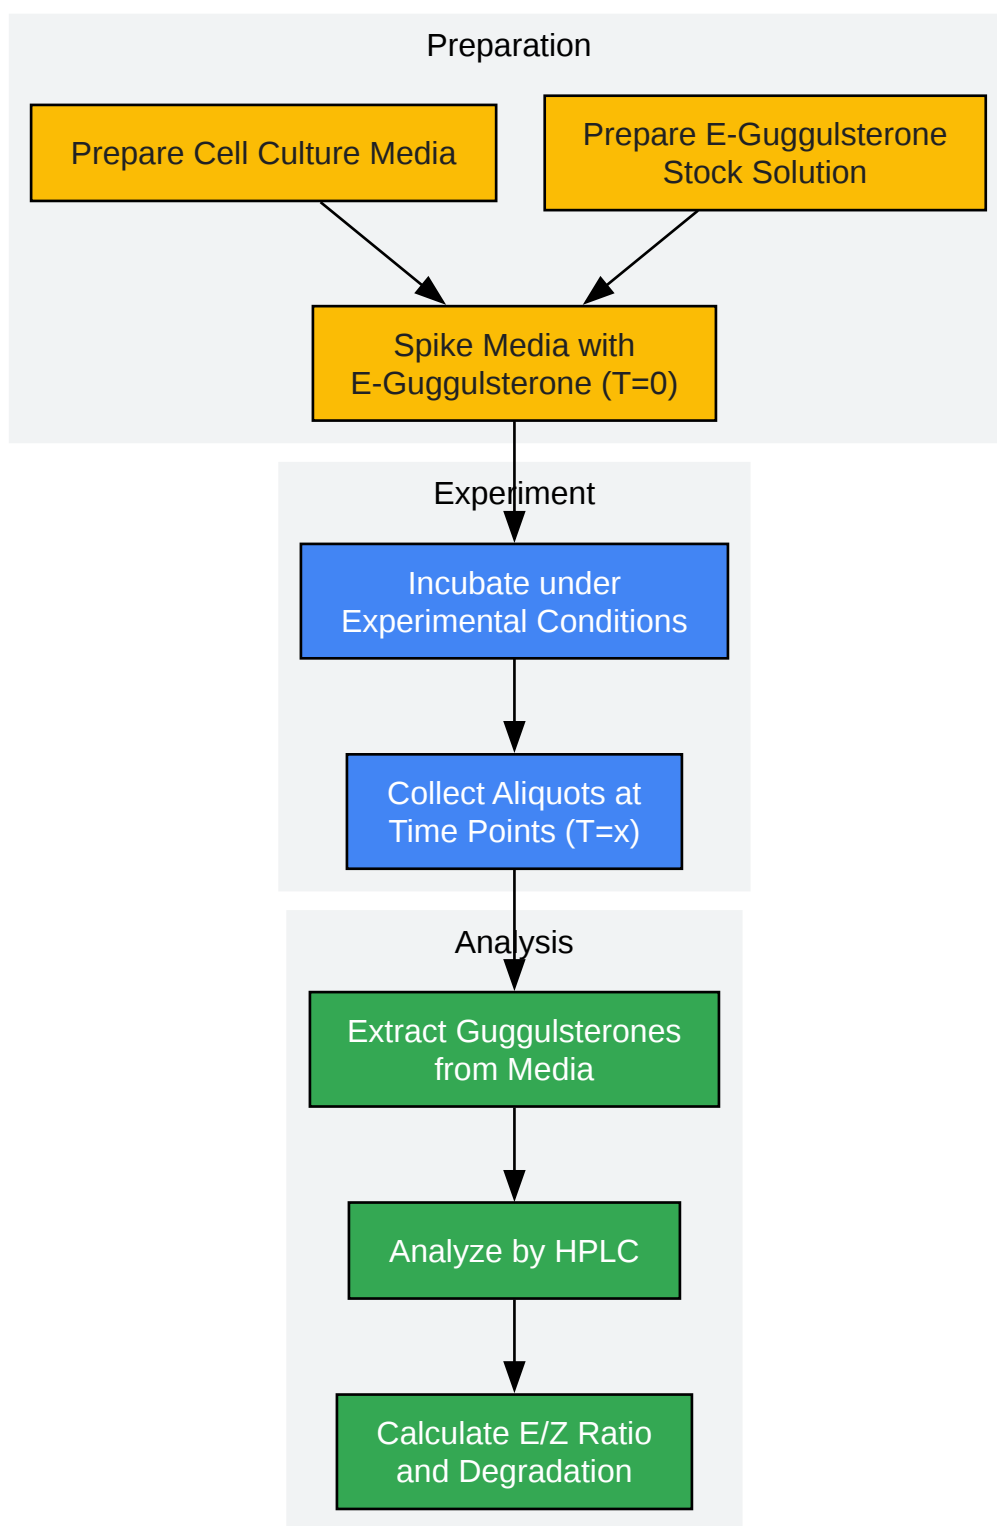 Preparation
Prepare Cell Culture Media
Prepare E-Guggulsterone
Stock Solution
Spike Media with
E-Guggulsterone (T=0)
Experiment
Incubate under
Experimental Conditions
Collect Aliquots at
Time Points (T=x)
Analysis
Extract Guggulsterones
from Media
Analyze by HPLC
Calculate E/Z Ratio
and Degradation